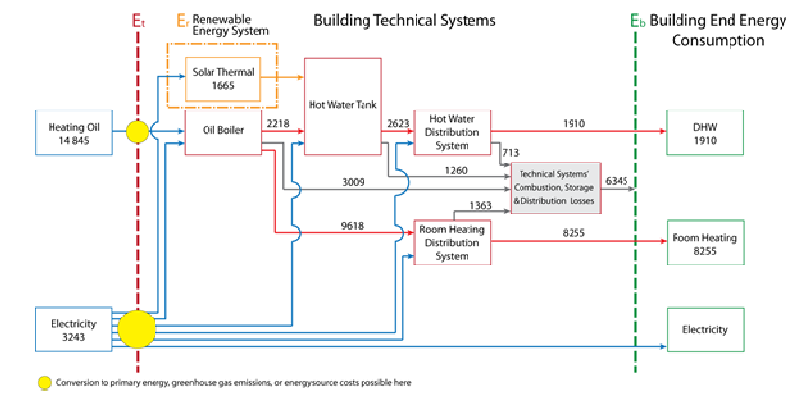 Et
Er Renewable
Energy System
Building Technical Systems
Eb Building End Energy
Consumption
Solar Thermal
1665
Hot Water Tank
Heating Oil
14 845
Oil Boiler
2218
2623
Hot Water
Distribution
System
1910
DHW
1910
713
1260
3009
Technical Systems'
Combustion, Storage
&Distribution Losses
6345
1363
9618
Room Heating
Distribution
System
8255
Room Heating
8255
Electricity
3243
Electricity
Conversion to primary energy, greenhouse gas emissions, or energysource costs possible here